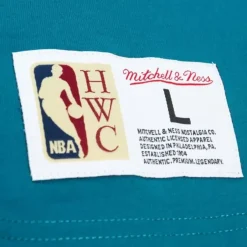 NBA
H
W
C
Mitchell & Ness
L
MITCHELL & NESS NOSTALGIA CO.
AUTHENTIC LICENSED APPAREL
DESIGNED IN PHILADELPHIA, PA
ESTABLISHED 1904
AUTHENTIC. PREMIUM. LEGENDARY.